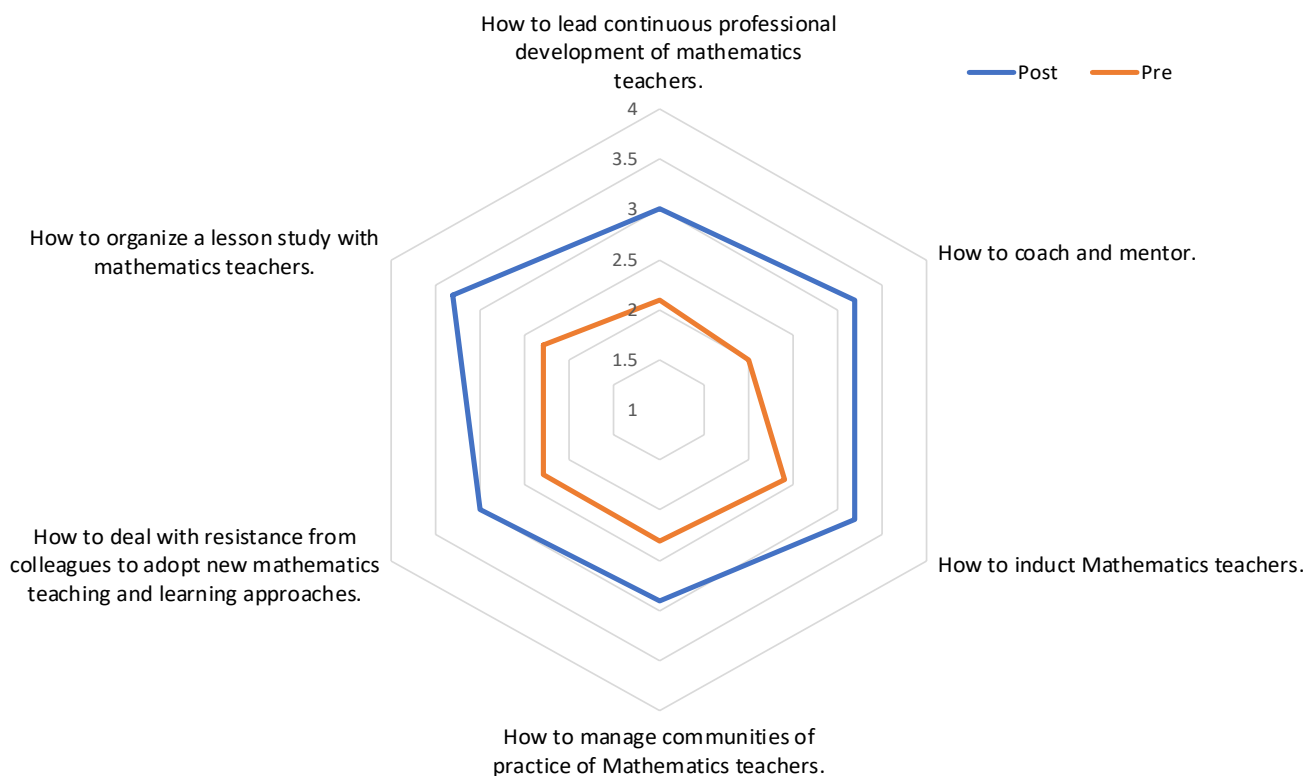 How to lead continuous professional
development of mathematics
teachers.
Post
Pre
4
3.5
3
2.5
2
1.5
1
How to organize a lesson study with
mathematics teachers.
How to coach and mentor.
How to deal with resistance from
colleagues to adopt new mathematics
teaching and learning approaches.
How to induct Mathematics teachers.
How to manage communities of
practice of Mathematics teachers.